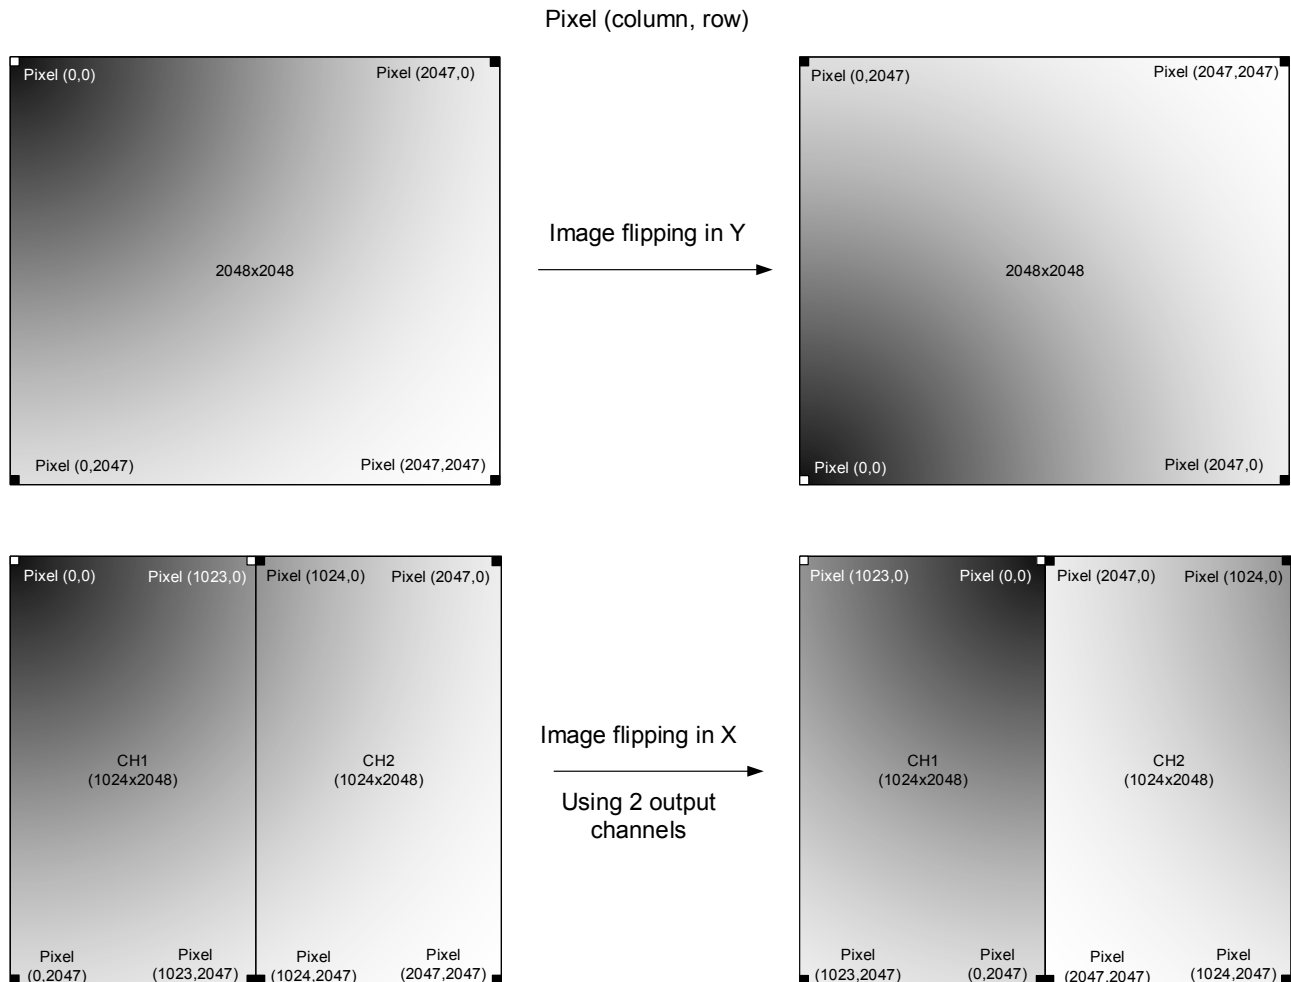 Pixel (column, row)
Pixel (0,0)
Pixel (2047,0)
2048x2048
Pixel (0,2047)
Pixel (2047,2047)
Image flipping in Y
Pixel (0,2047)
Pixel (2047,2047)
2048x2048
Pixel (0,0)
Pixel (2047,0)
Pixel (0,0)
Pixel (1023,0)
Pixel (1024,0)
Pixel (2047,0)
CH1
(1024x2048)
CH2
(1024x2048)
Pixel
(0,2047)
Pixel
(1023,2047)
Pixel
(1024,2047)
Pixel
(2047,2047)
Image flipping in X
Using 2 output
channels
Pixel (1023,0)
Pixel (0,0)
Pixel (2047,0)
Pixel (1024,0)
CH1
(1024x2048)
CH2
(1024x2048)
Pixel
(1023,2047)
Pixel
(0,2047)
Pixel
(2047,2047)
Pixel
(1024,2047)